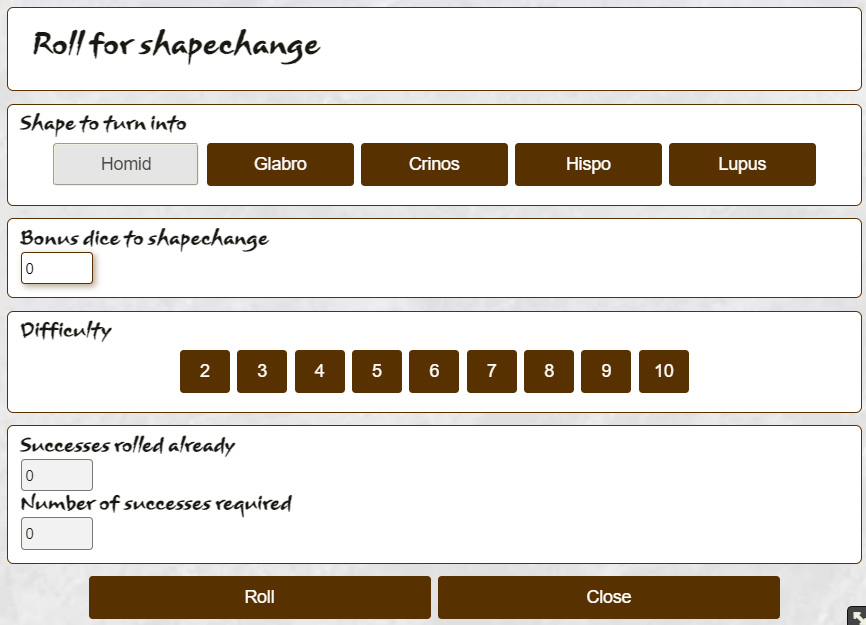 Roll for shapechange
Shape to turn into
Homid Glabro Crinos Hispo Lupus
Bonus dice to shapechange
0
Difficulty
2 3 4 5 6 7 8 9 10
Successes rolled already
0
Number of successes required
0
Roll Close